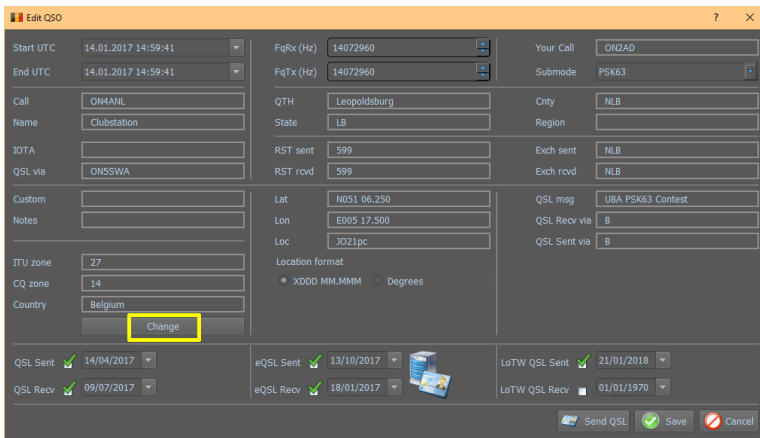 Edit QSO ? ✕
Start UTC 14.01.2017 14:59:41 FqRx (Hz) 14072960 Your Call ON2AD
End UTC 14.01.2017 14:59:41 FqTx (Hz) 14072960 Submode PSK63
Call ON4ANL QTH Leopoldsburg Cnty NLB
Name Clubstation State LB Region
IOTA RST sent 599 Exch sent NLB
QSL via ON5SWA RST rcvd 599 Exch rcvd NLB
Custom Lat N051 06.250 QSL msg UBA PSK63 Contest
Notes Lon E005 17.500 QSL Recv via B
Loc JO21pc QSL Sent via B
ITU zone 27 Location format
CQ zone 14 XDDD MM.MMM Degrees
Country Belgium
Change
QSL Sent 14/04/2017 eQSL Sent 13/10/2017 LoTW QSL Sent 21/01/2018
QSL Recv 09/07/2017 eQSL Recv 18/01/2017 LoTW QSL Recv 01/01/1970
Send QSL Save Cancel